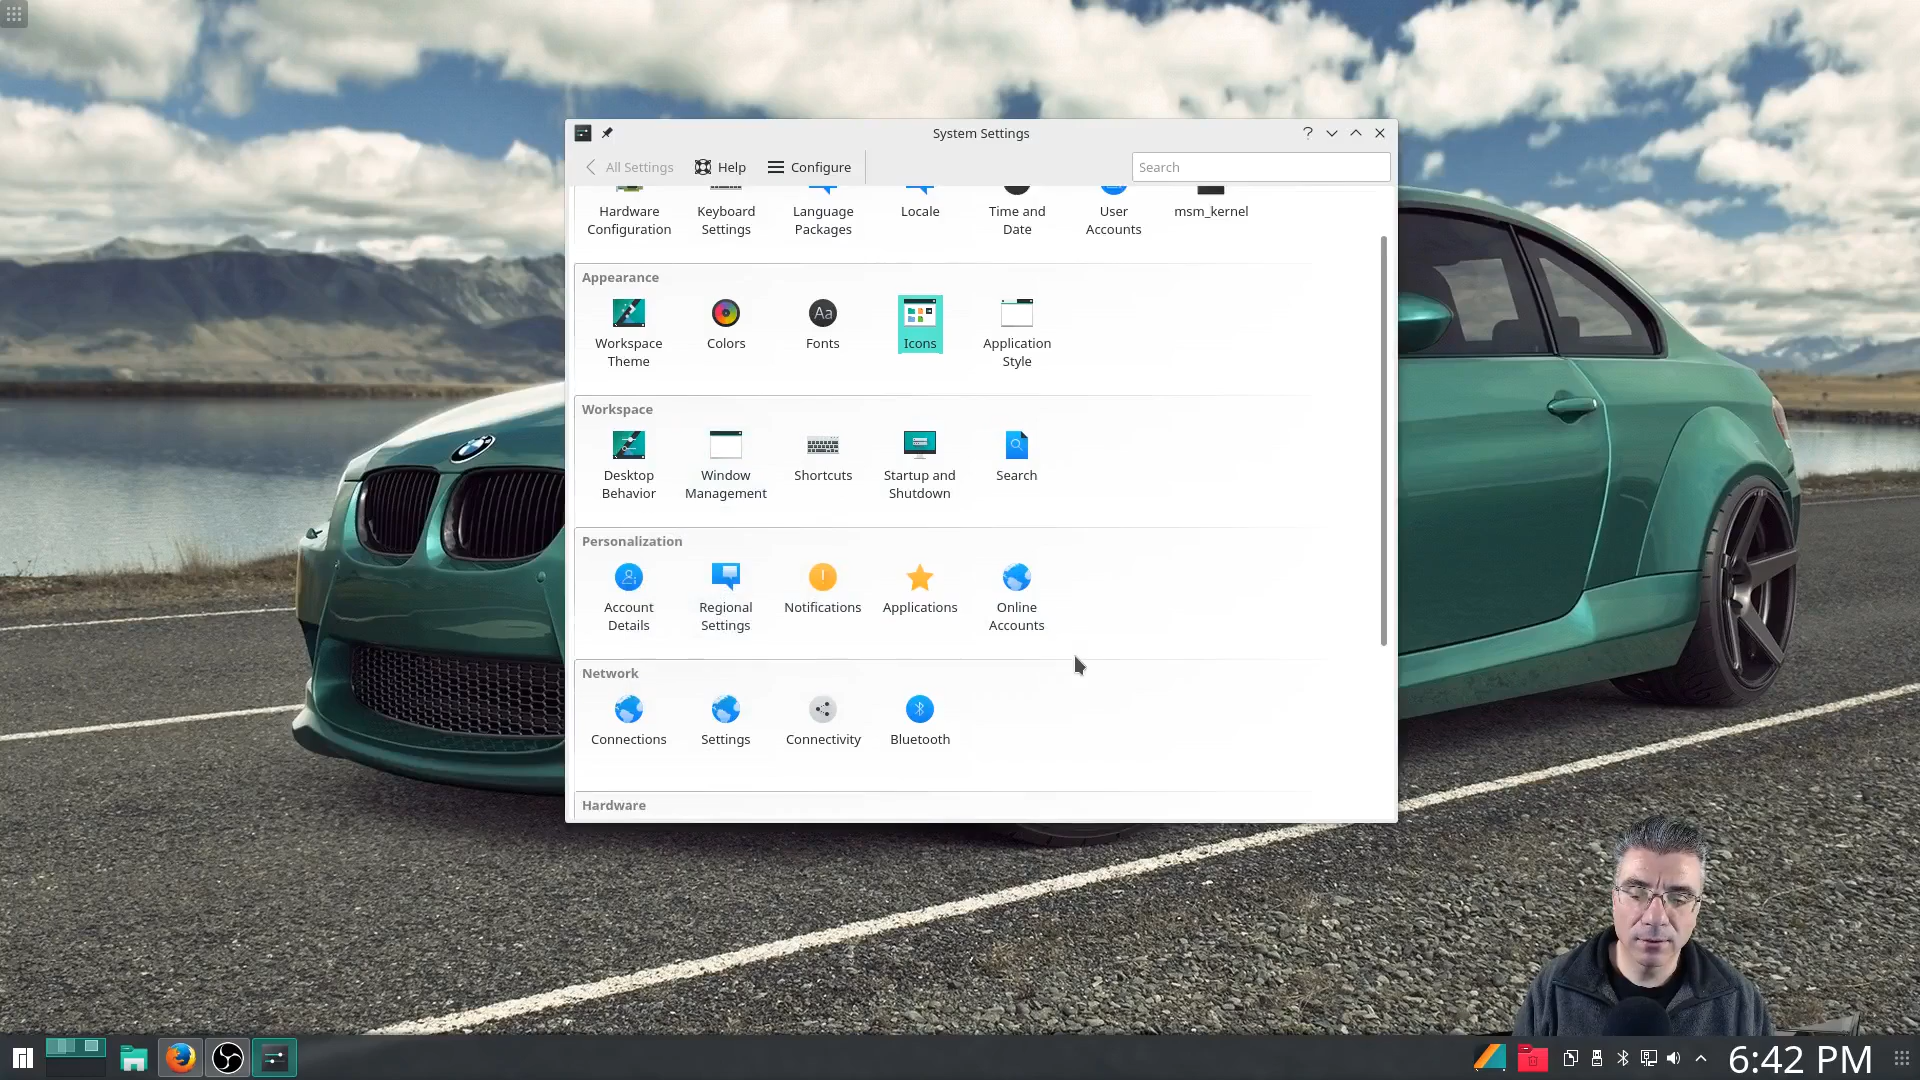 System Settings
All Settings
Help
Configure
Search
Hardware Configuration
Keyboard Settings
Language Packages
Locale
Time and Date
User Accounts
msm_kernel
Appearance
Workspace Theme
Colors
Aa
Fonts
Icons
Application Style
Workspace
Desktop Behavior
Window Management
Shortcuts
Startup and Shutdown
Search
Personalization
Account Details
Regional Settings
Notifications
Applications
Online Accounts
Network
Connections
Settings
Connectivity
Bluetooth
Hardware
6:42 PM